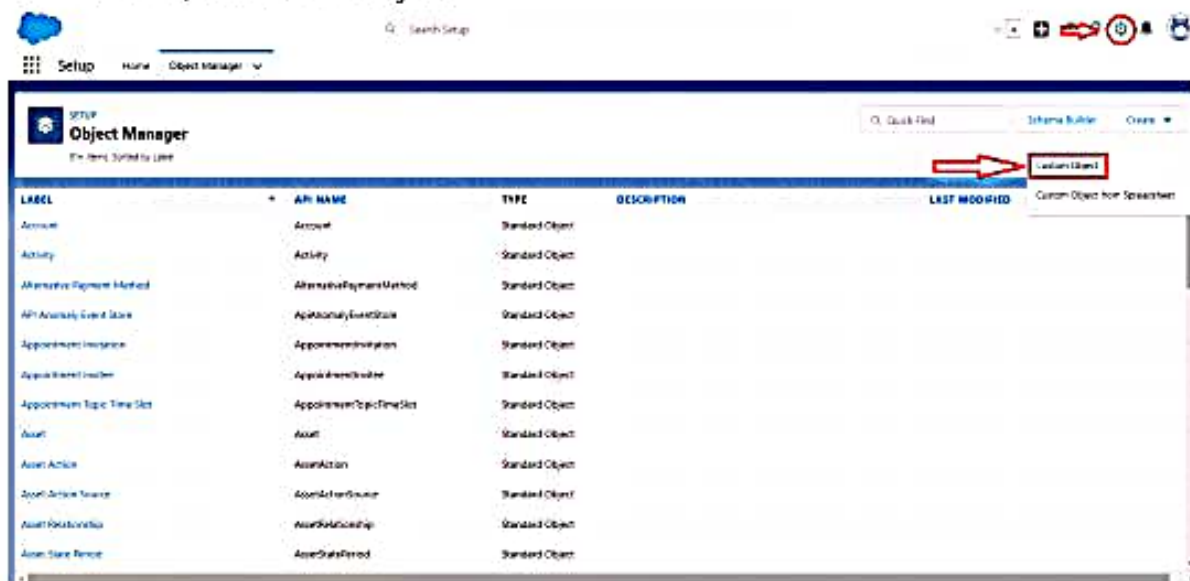 Search Setup
Setup Home Object Manager
SETUP
Object Manager
Items, Sorted by Label
Quick Find Schema Builder Create
Custom Object
Custom Object from Spreadsheet
LABEL API NAME TYPE DESCRIPTION LAST MODIFIED
Account Account Standard Object
Activity Activity Standard Object
Alternative Payment Method AlternativePaymentMethod Standard Object
API Anomaly Event Store ApiAnomalyEventStore Standard Object
Appointment Invitation AppointmentInvitation Standard Object
Appointment Invitee AppointmentInvitee Standard Object
Appointment Topic Time Slot AppointmentTopicTimeSlot Standard Object
Asset Asset Standard Object
Asset Action AssetAction Standard Object
Asset Action Source AssetActionSource Standard Object
Asset Relationship AssetRelationship Standard Object
Asset State Period AssetStatePeriod Standard Object